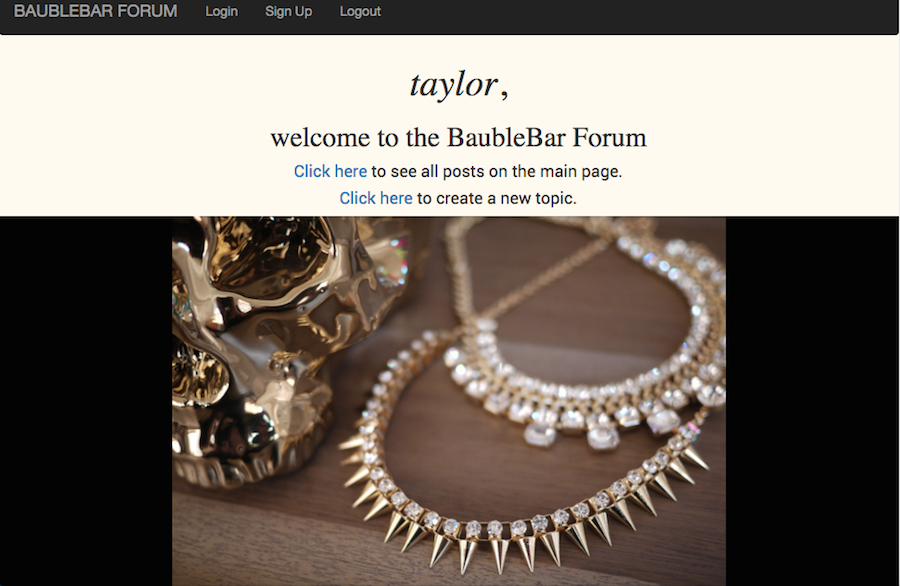 BAUBLEBAR FORUM Login Sign Up Logout
taylor,
welcome to the BaubleBar Forum
Click here to see all posts on the main page.
Click here to create a new topic.